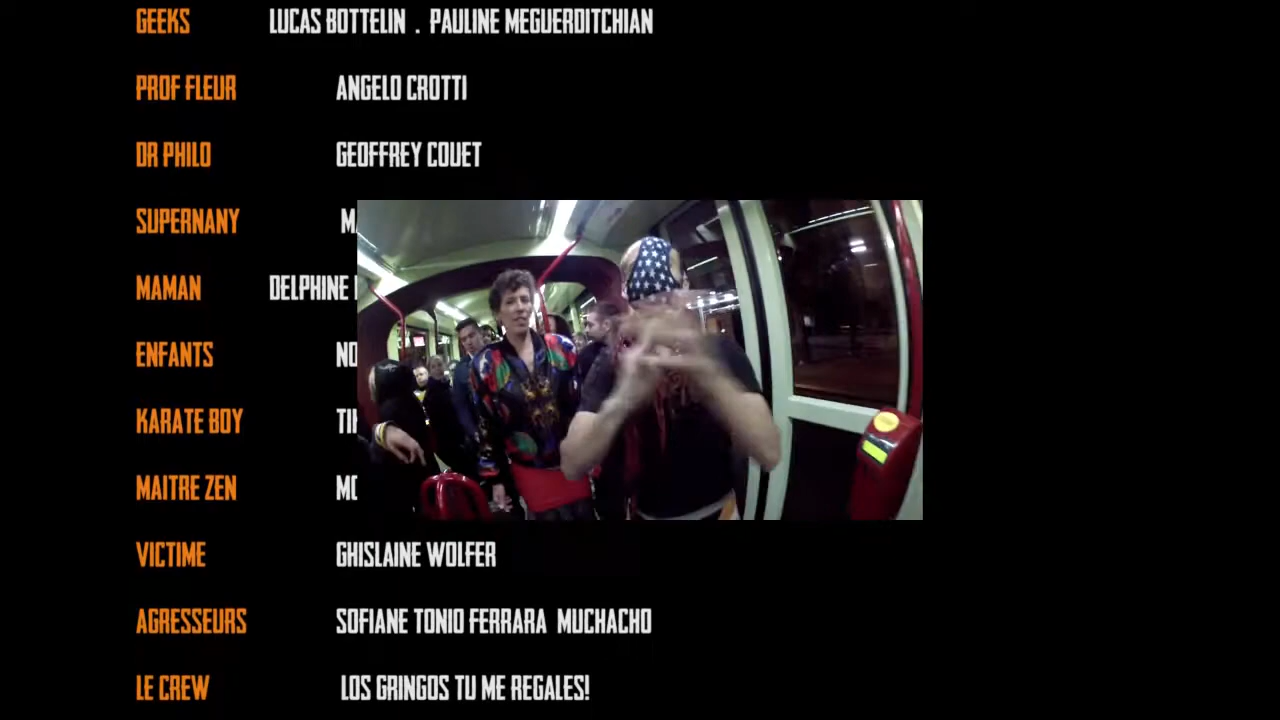 GEEKS LUCAS BOTTELIN . PAULINE MEGUERDITCHIAN
PROF FLEUR ANGELO CROTTI
DR PHILO GEOFFREY COUET
SUPERNANY
MAMAN DELPHINE
ENFANTS
KARATE BOY
MAITRE ZEN
VICTIME GHISLAINE WOLFER
AGRESSEURS SOFIANE TONIO FERRARA MUCHACHO
LE CREW LOS GRINGOS TU ME REGALES!